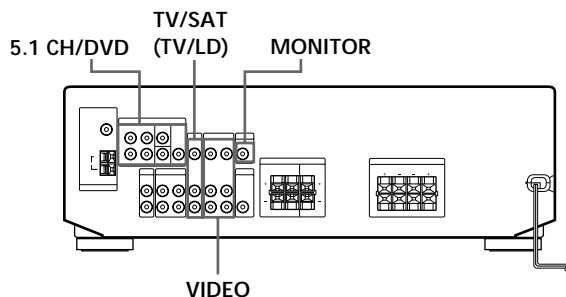 TV/SAT
(TV/LD)
5.1 CH/DVD
MONITOR
VIDEO